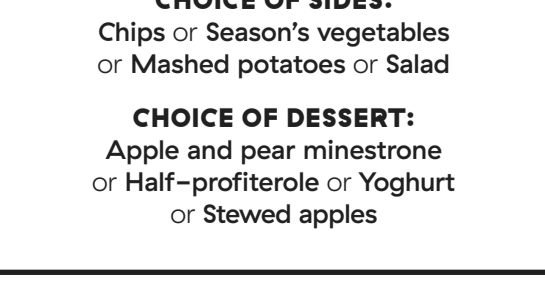 CHOICE OF SIDES:
Chips or Season's vegetables
or Mashed potatoes or Salad
CHOICE OF DESSERT:
Apple and pear minestrone
or Half-profiterole or Yoghurt
or Stewed apples